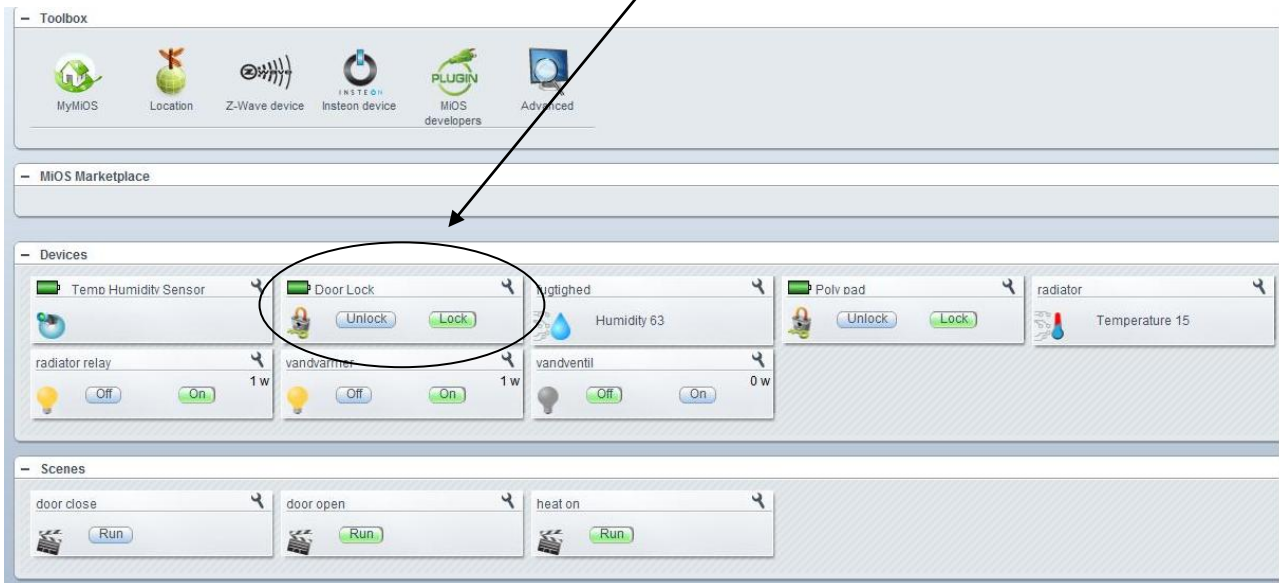 − Toolbox
MyMiOS
Location
Z-Wave device
INSTEON
Insteon device
PLUGIN
MiOS
developers
Advanced
− MiOS Marketplace
− Devices
Temp Humidity Sensor
Door Lock
Unlock Lock
fugtighed
Humidity 63
Poly pad
Unlock Lock
radiator
Temperature 15
radiator relay
1 w
Off On
vandvarmer
1 w
Off On
vandventil
0 w
Off On
− Scenes
door close
Run
door open
Run
heat on
Run